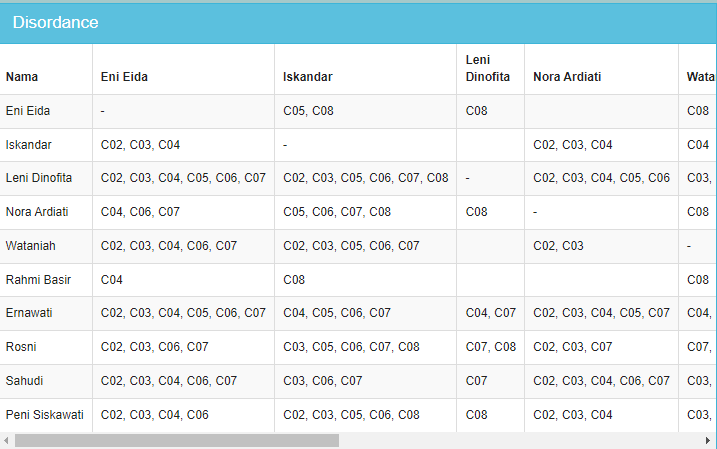 Disordance
Nama Eni Eida Iskandar Leni Dinofita Nora Ardiati
Eni Eida - C05, C08 C08 C08
Iskandar C02, C03, C04 - C02, C03, C04 C04
Leni Dinofita C02, C03, C04, C05, C06, C07 C02, C03, C05, C06, C07, C08 - C02, C03, C04, C05, C06 C03,
Nora Ardiati C04, C06, C07 C05, C06, C07, C08 C08 - C08
Wataniah C02, C03, C04, C06, C07 C02, C03, C05, C06, C07 C02, C03 -
Rahmi Basir C04 C08 C08
Ernawati C02, C03, C04, C05, C06, C07 C04, C05, C06, C07 C04, C07 C02, C03, C04, C05, C07 C04,
Rosni C02, C03, C06, C07 C03, C05, C06, C07, C08 C07, C08 C02, C03, C07 C07,
Sahudi C02, C03, C04, C06, C07 C03, C06, C07 C07 C02, C03, C04, C06, C07 C03,
Peni Siskawati C02, C03, C04, C06 C02, C03, C05, C06, C08 C08 C02, C03, C04 C03,